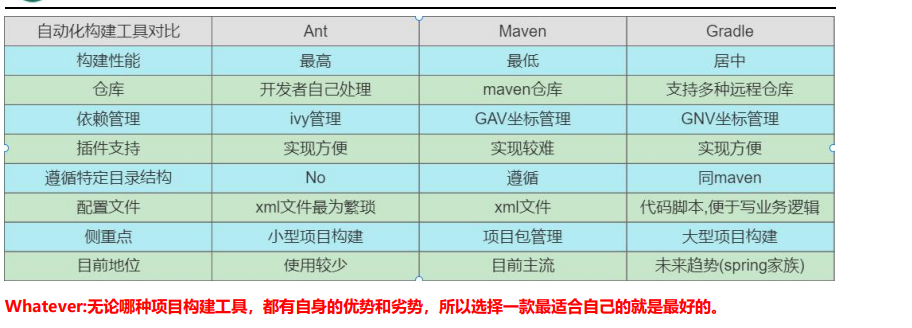 自动化构建工具对比 Ant Maven Gradle
构建性能 最高 最低 居中
仓库 开发者自己处理 maven仓库 支持多种远程仓库
依赖管理 ivy管理 GAV坐标管理 GNV坐标管理
插件支持 实现方便 实现较难 实现方便
遵循特定目录结构 No 遵循 同maven
配置文件 xml文件最为繁琐 xml文件 代码脚本,便于写业务逻辑
侧重点 小型项目构建 项目包管理 大型项目构建
目前地位 使用较少 目前主流 未来趋势(spring家族)
Whatever:无论哪种项目构建工具，都有自身的优势和劣势，所以选择一款最适合自己的就是最好的。